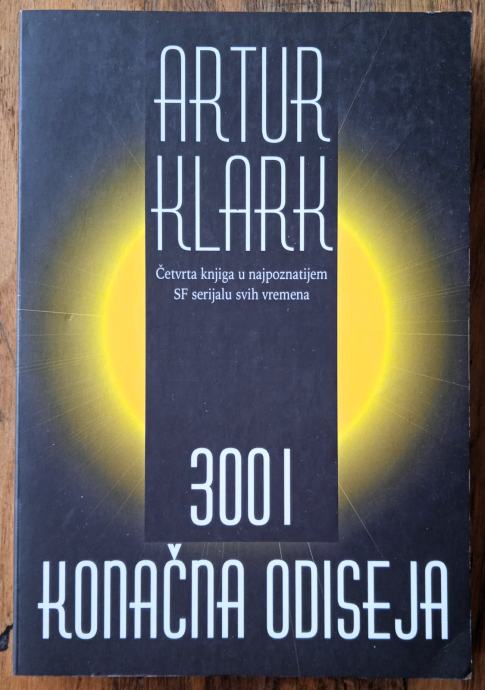 ARTUR
KLARK
Četvrta knjiga u najpoznatijem
SF serijalu svih vremena
3001
KONAČNA ODISEJA